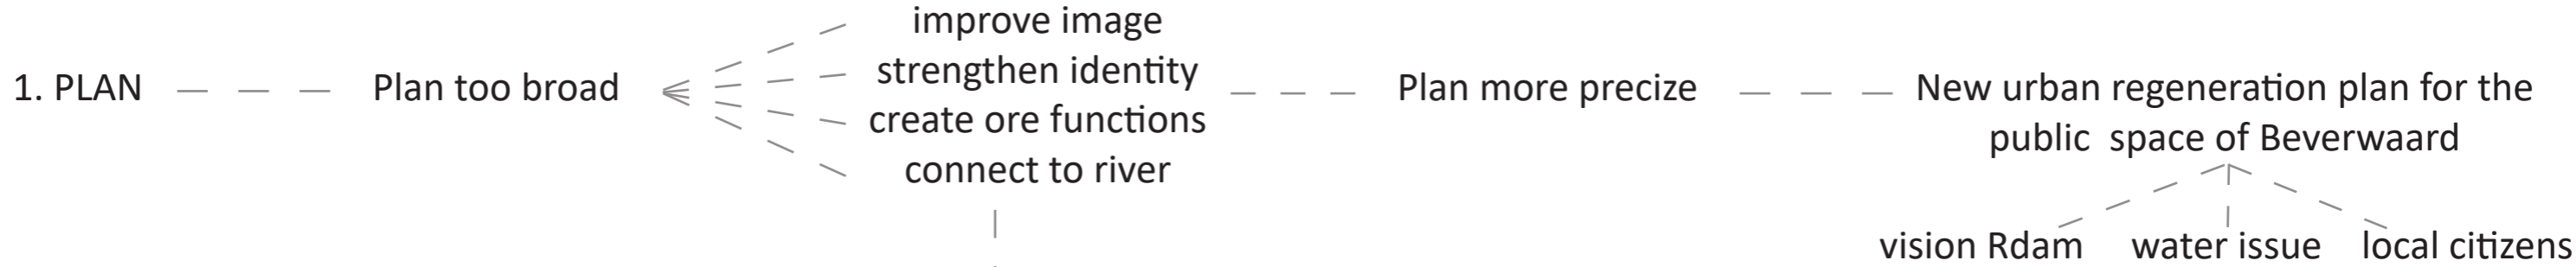 1. PLAN
Plan too broad
improve image
strengthen identity
create ore functions
connect to river
Plan more precize
New urban regeneration plan for the
public space of Beverwaard
vision Rdam
water issue
local citizens